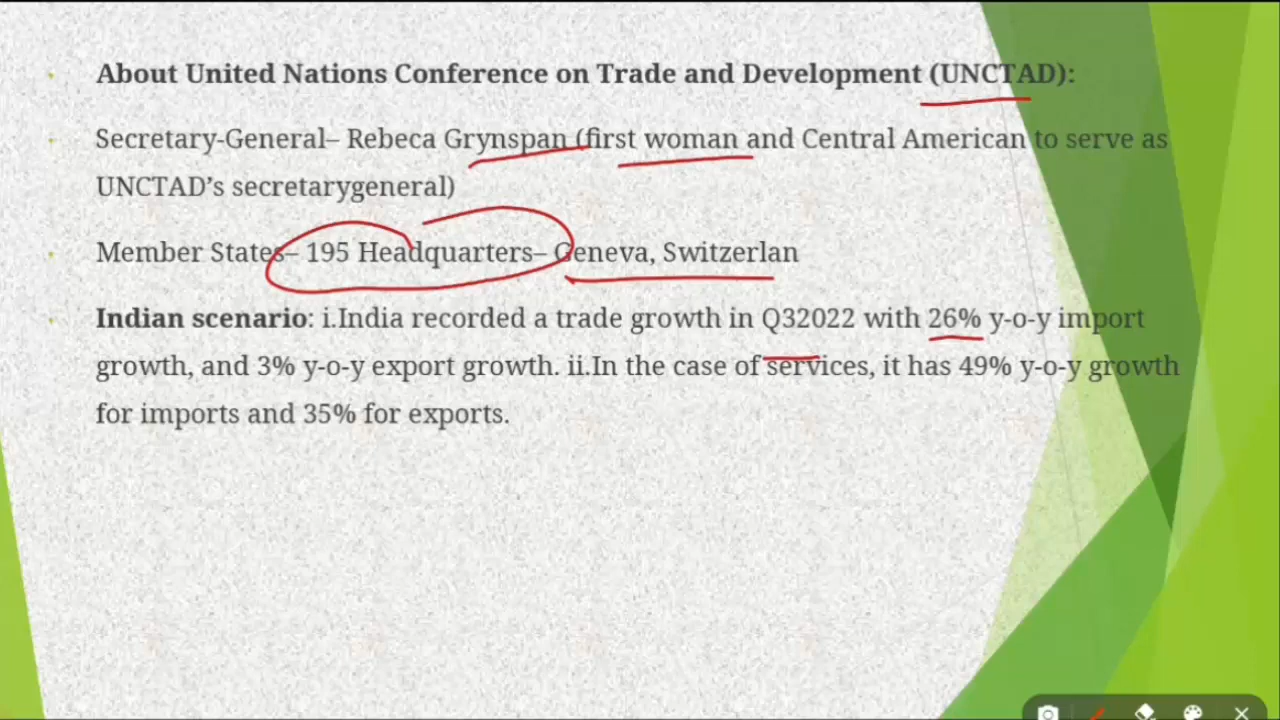 About United Nations Conference on Trade and Development (UNCTAD):
Secretary-General– Rebeca Grynspan (first woman and Central American to serve as
UNCTAD’s secretarygeneral)
Member States– 195 Headquarters– Geneva, Switzerlan
Indian scenario: i.India recorded a trade growth in Q32022 with 26% y-o-y import
growth, and 3% y-o-y export growth. ii.In the case of services, it has 49% y-o-y growth
for imports and 35% for exports.